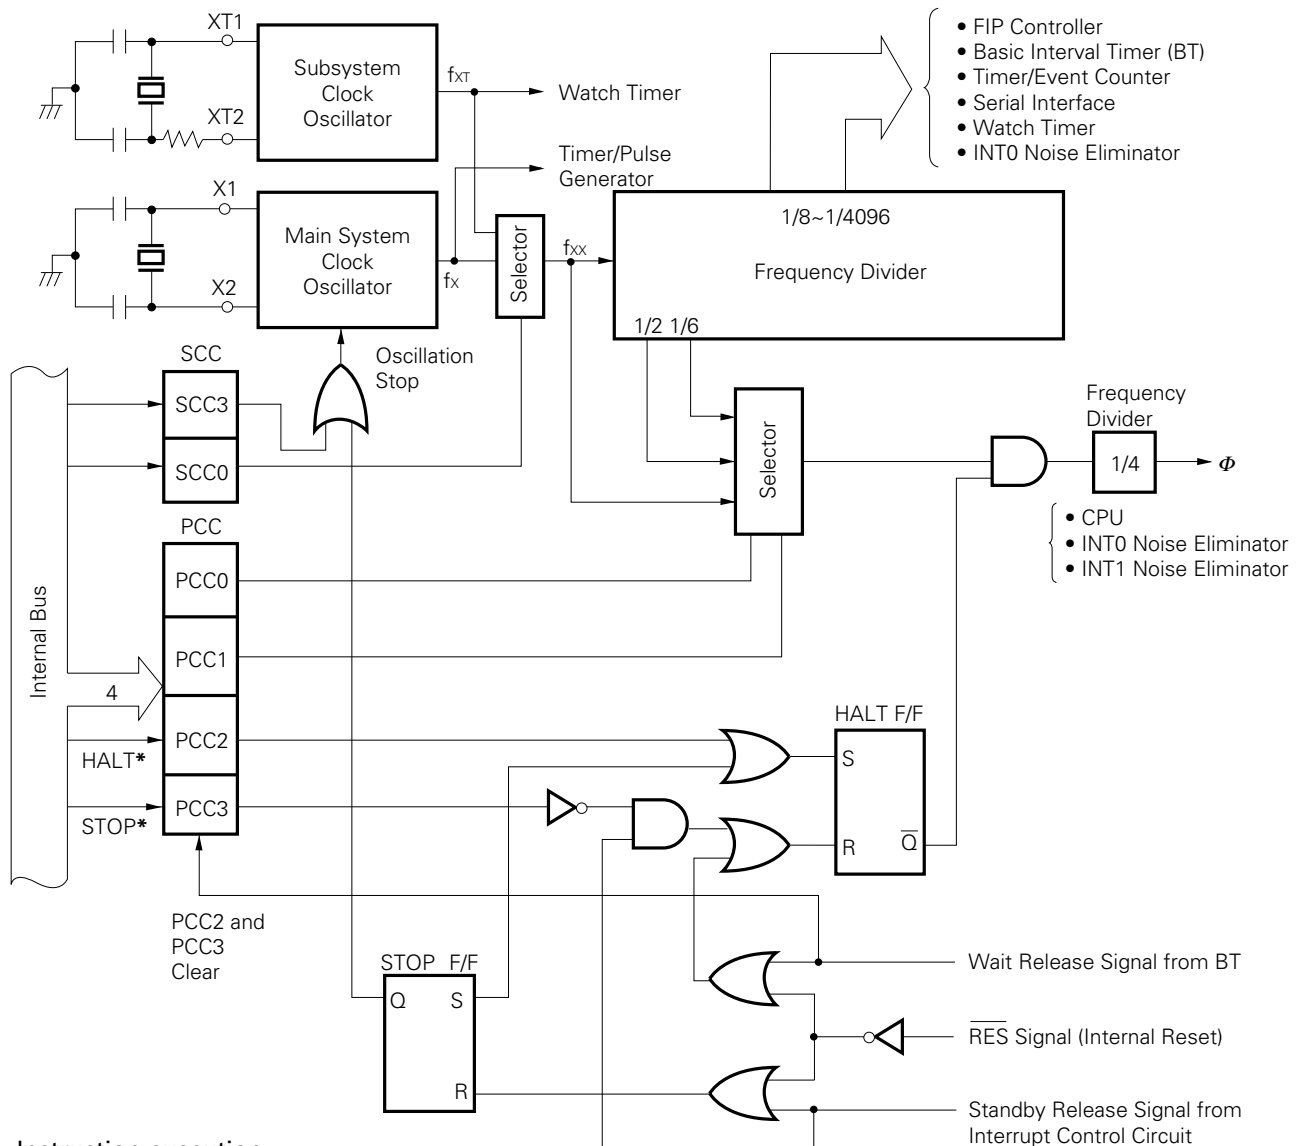 XT1
XT2
Subsystem
Clock
Oscillator
fXT
Watch Timer
Timer/Pulse
Generator
• FIP Controller
• Basic Interval Timer (BT)
• Timer/Event Counter
• Serial Interface
• Watch Timer
• INT0 Noise Eliminator
X1
X2
Main System
Clock
Oscillator
fX
Selector
fXX
1/8~1/4096
Frequency Divider
1/2 1/6
Oscillation
Stop
SCC
SCC3
SCC0
Selector
Frequency
Divider
1/4
Φ
• CPU
• INT0 Noise Eliminator
• INT1 Noise Eliminator
PCC
PCC0
PCC1
PCC2
PCC3
Internal Bus
4
HALT*
STOP*
HALT F/F
S
R
Q̅
PCC2 and
PCC3
Clear
STOP F/F
Q
S
R
Wait Release Signal from BT
R̅E̅S̅ Signal (Internal Reset)
Standby Release Signal from
Interrupt Control Circuit